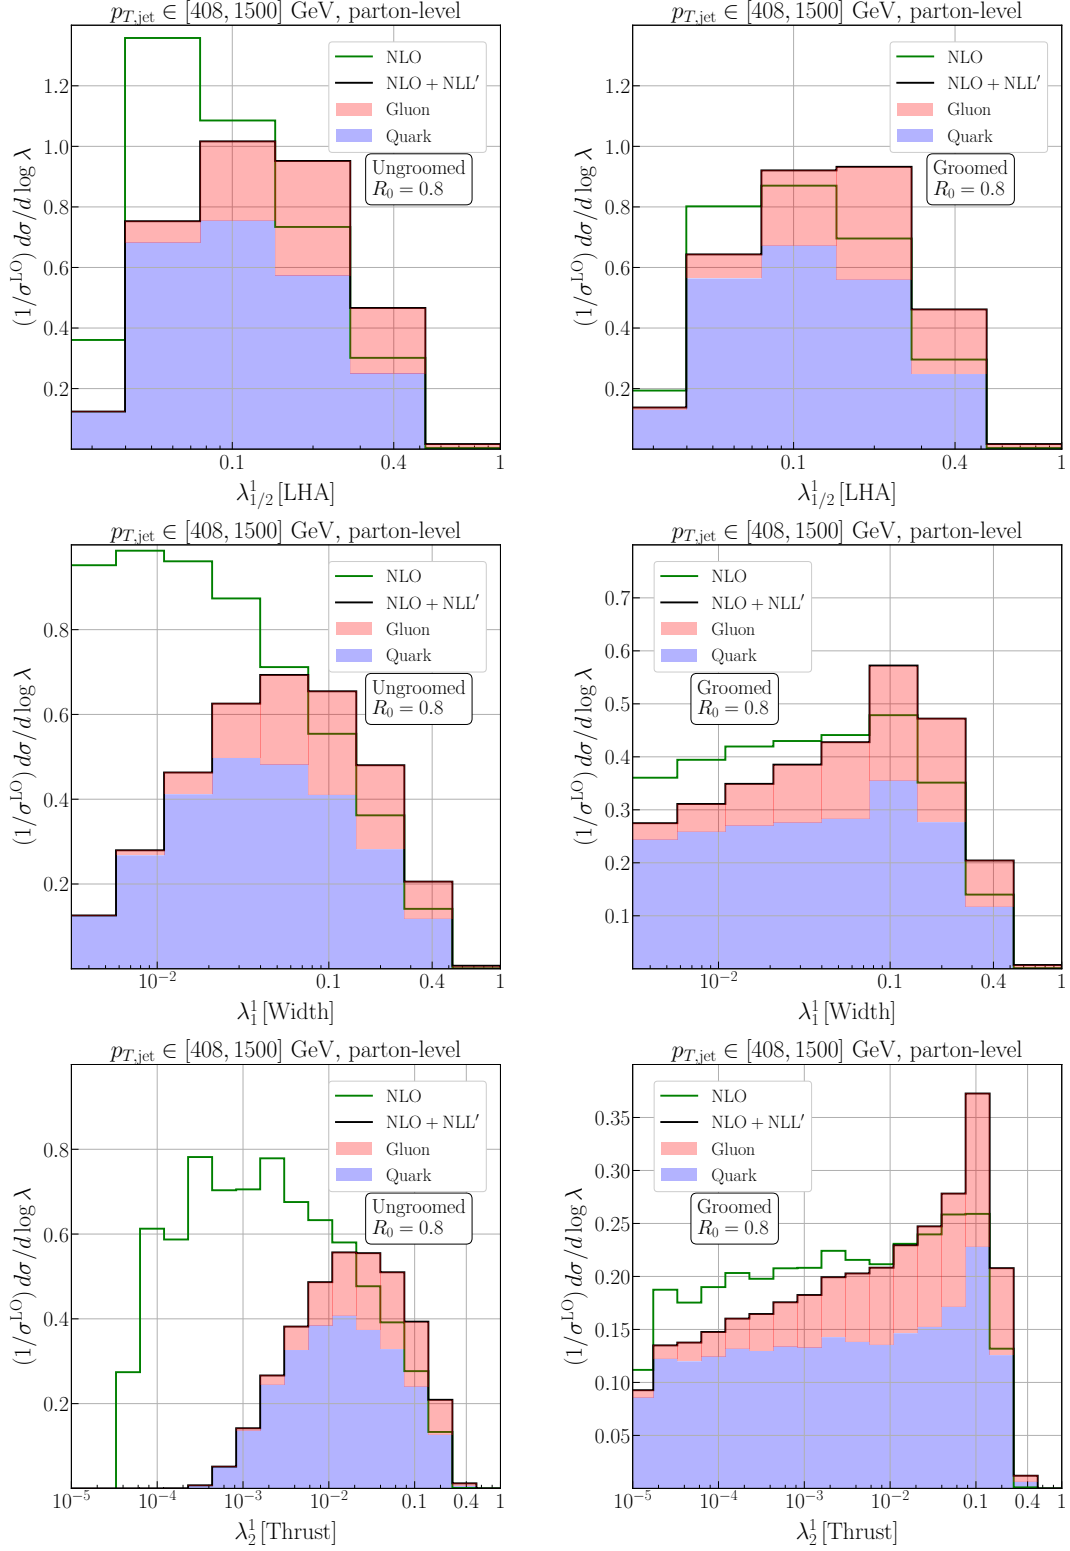 p_{T,jet} ∈ [408, 1500] GeV, parton-level
(1/σ^{LO}) dσ/d log λ
1.2
1.0
0.8
0.6
0.4
0.2
NLO
NLO + NLL′
Gluon
Quark
Ungroomed
R_0 = 0.8
0.1
0.4
1
λ^1_{1/2} [LHA]
p_{T,jet} ∈ [408, 1500] GeV, parton-level
(1/σ^{LO}) dσ/d log λ
1.2
1.0
0.8
0.6
0.4
0.2
NLO
NLO + NLL′
Gluon
Quark
Groomed
R_0 = 0.8
0.1
0.4
1
λ^1_{1/2} [LHA]
p_{T,jet} ∈ [408, 1500] GeV, parton-level
(1/σ^{LO}) dσ/d log λ
0.8
0.6
0.4
0.2
NLO
NLO + NLL′
Gluon
Quark
Ungroomed
R_0 = 0.8
10^{−2}
0.1
0.4
1
λ^1_1 [Width]
p_{T,jet} ∈ [408, 1500] GeV, parton-level
(1/σ^{LO}) dσ/d log λ
0.7
0.6
0.5
0.4
0.3
0.2
0.1
NLO
NLO + NLL′
Gluon
Quark
Groomed
R_0 = 0.8
10^{−2}
0.1
0.4
1
λ^1_1 [Width]
p_{T,jet} ∈ [408, 1500] GeV, parton-level
(1/σ^{LO}) dσ/d log λ
0.8
0.6
0.4
0.2
NLO
NLO + NLL′
Gluon
Quark
Ungroomed
R_0 = 0.8
10^{−5}
10^{−4}
10^{−3}
10^{−2}
0.1
0.4
1
λ^1_2 [Thrust]
p_{T,jet} ∈ [408, 1500] GeV, parton-level
(1/σ^{LO}) dσ/d log λ
0.35
0.30
0.25
0.20
0.15
0.10
0.05
NLO
NLO + NLL′
Gluon
Quark
Groomed
R_0 = 0.8
10^{−5}
10^{−4}
10^{−3}
10^{−2}
0.1
0.4
1
λ^1_2 [Thrust]